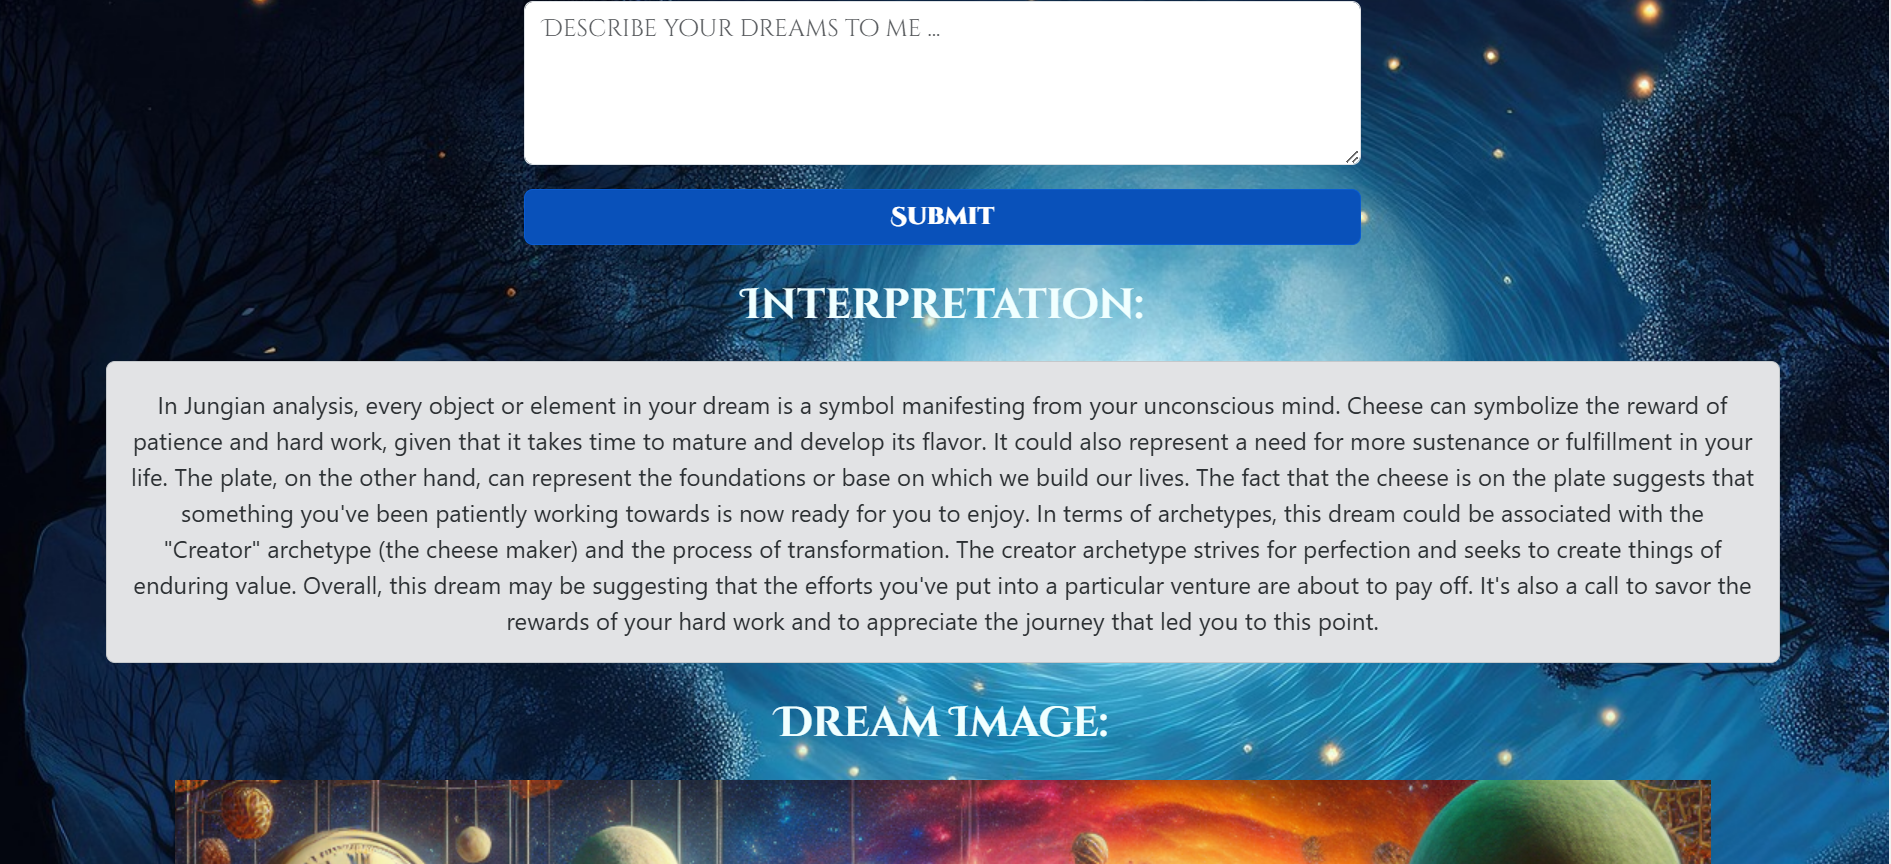 Describe your dreams to me ...
Submit
Interpretation:
In Jungian analysis, every object or element in your dream is a symbol manifesting from your unconscious mind. Cheese can symbolize the reward of
patience and hard work, given that it takes time to mature and develop its flavor. It could also represent a need for more sustenance or fulfillment in your
life. The plate, on the other hand, can represent the foundations or base on which we build our lives. The fact that the cheese is on the plate suggests that
something you've been patiently working towards is now ready for you to enjoy. In terms of archetypes, this dream could be associated with the
"Creator" archetype (the cheese maker) and the process of transformation. The creator archetype strives for perfection and seeks to create things of
enduring value. Overall, this dream may be suggesting that the efforts you've put into a particular venture are about to pay off. It's also a call to savor the
rewards of your hard work and to appreciate the journey that led you to this point.
Dream Image: